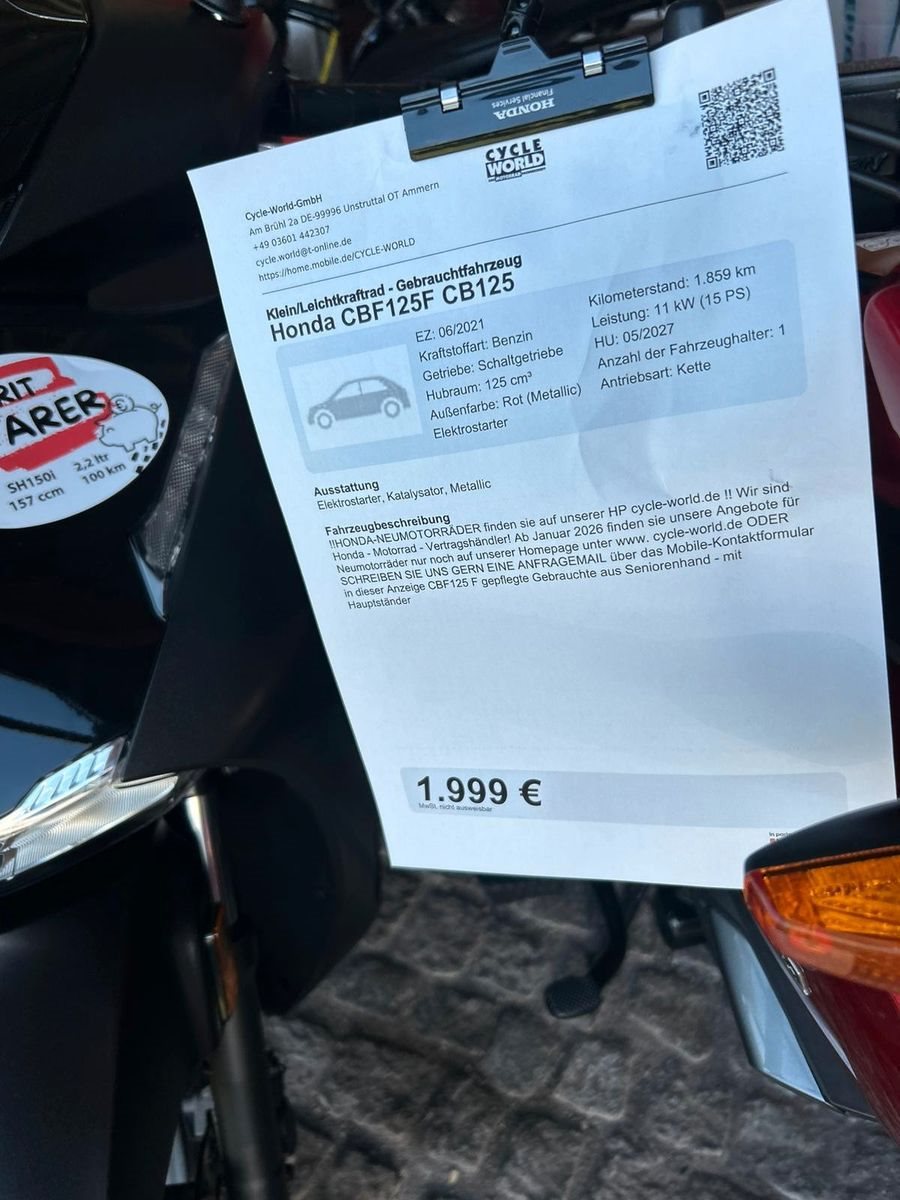 HONDA
Financial Services
CYCLE
WORLD
MOTORRAD
Cycle-World-GmbH
Am Brühl 2a DE-99996 Unstruttal OT Ammern
+49 03601 442307
cycle.world@t-online.de
https://home.mobile.de/CYCLE-WORLD
Klein/Leichtkraftrad - Gebrauchtfahrzeug
Honda CBF125F CB125
EZ: 06/2021
Kraftstoffart: Benzin
Getriebe: Schaltgetriebe
Hubraum: 125 cm³
Außenfarbe: Rot (Metallic)
Elektrostarter
Kilometerstand: 1.859 km
Leistung: 11 kW (15 PS)
HU: 05/2027
Anzahl der Fahrzeughalter: 1
Antriebsart: Kette
Ausstattung
Elektrostarter, Katalysator, Metallic
Fahrzeugbeschreibung
!!HONDA-NEUMOTORRÄDER finden sie auf unserer HP cycle-world.de !! Wir sind
Honda - Motorrad - Vertragshändler! Ab Januar 2026 finden sie unsere Angebote für
Neumotorräder nur noch auf unserer Homepage unter www. cycle-world.de ODER
SCHREIBEN SIE UNS GERN EINE ANFRAGEMAIL über das Mobile-Kontaktformular
in dieser Anzeige CBF125 F gepflegte Gebrauchte aus Seniorenhand - mit
Hauptständer
1.999 €
MwSt. nicht ausweisbar
RIT
ARER
SH150i
157 ccm
2,2 ltr
100 km